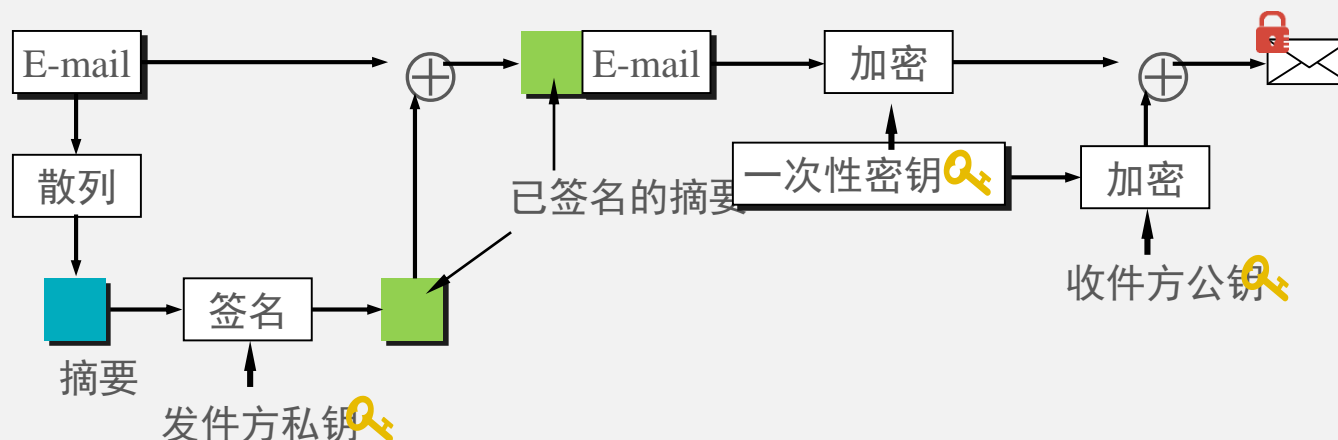 E-mail
E-mail
加密
散列
一次性密钥
加密
已签名的摘要
收件方公钥
签名
摘要
发件方私钥